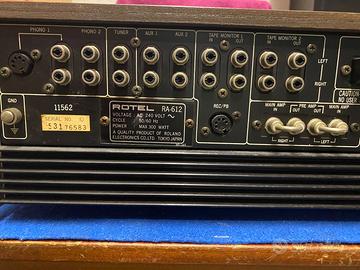 PHONO 1
PHONO 2
TUNER
AUX 1
AUX 2
TAPE MONITOR 1
IN
OUT
TAPE MONITOR 2
IN
OUT
LEFT
RIGHT
GND
11562
SERIAL NO.
53176583
ROTEL RA-612
VOLTAGE AC 240 VOLT
CYCLE 50/60 Hz
POWER MAX 300 WATT
A QUALITY PRODUCT OF ROLAND
ELECTRONICS CO.,LTD TOKYO JAPAN
REC/PB
MAIN AMP
IN
PRE AMP
OUT
MAIN AMP
IN
RIGHT
LEFT
CAUTION
NO USER